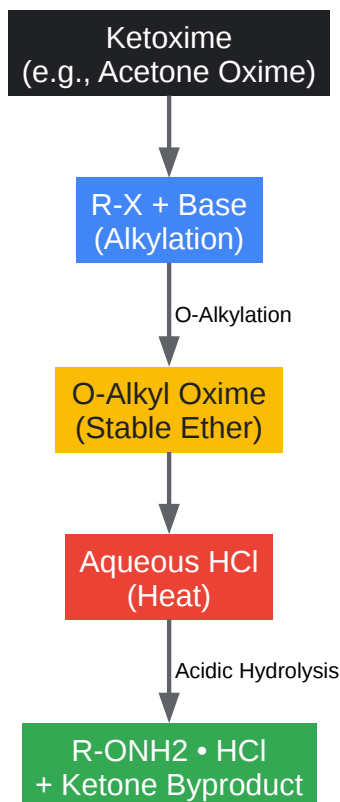 Ketoxime
(e.g., Acetone Oxime)
R-X + Base
(Alkylation)
O-Alkylation
O-Alkyl Oxime
(Stable Ether)
Aqueous HCl
(Heat)
Acidic Hydrolysis
R-ONH2 • HCl
+ Ketone Byproduct